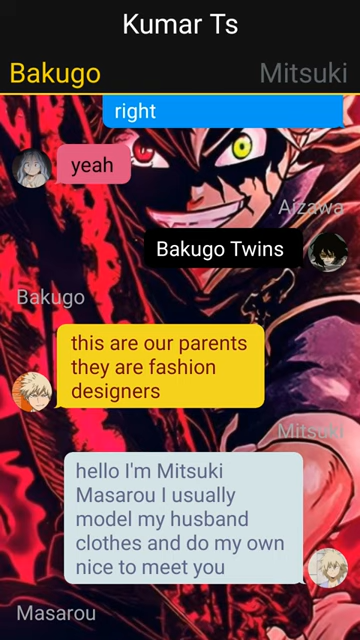 Kumar Ts
Bakugo Mitsuki
right
yeah
Aizawa
Bakugo Twins
Bakugo
this are our parents
they are fashion
designers
Mitsuki
hello I'm Mitsuki
Masarou I usually
model my husband
clothes and do my own
nice to meet you
Masarou